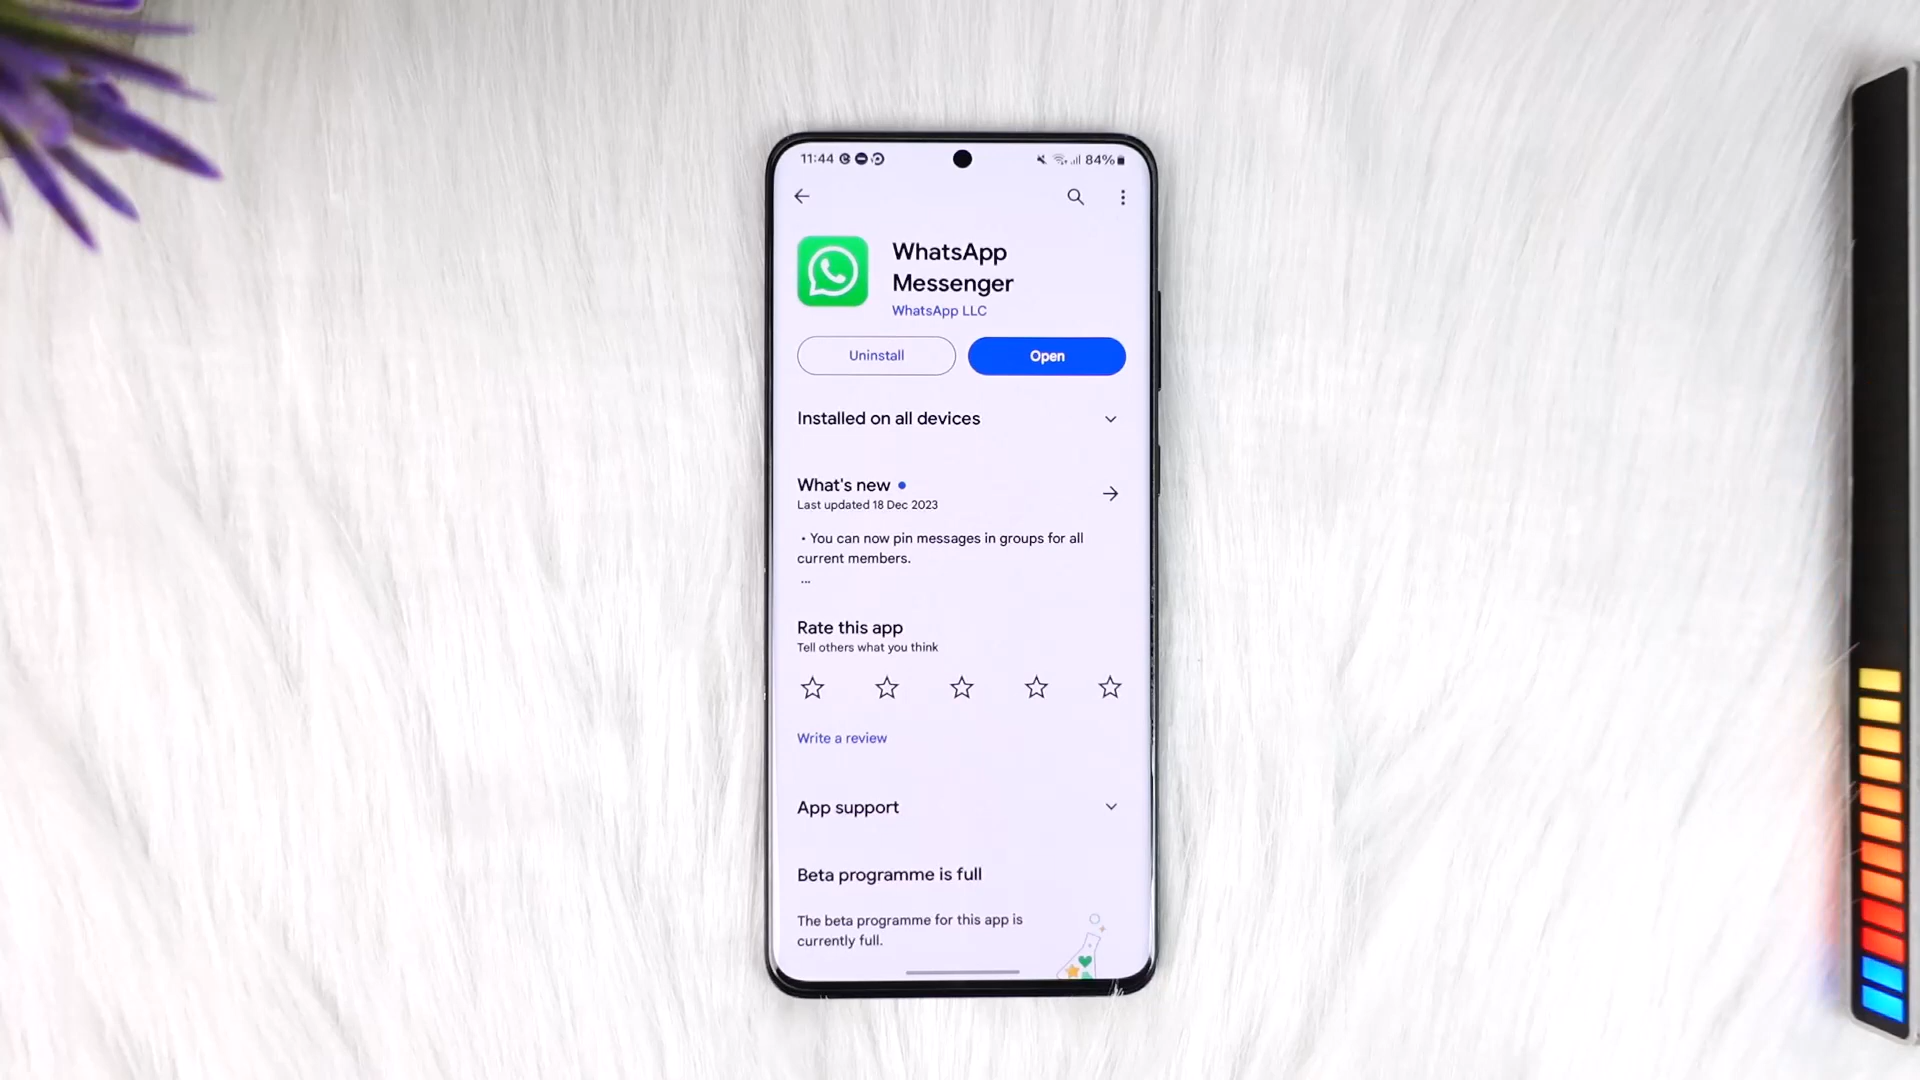 11:44 84%
WhatsApp
Messenger
WhatsApp LLC
Uninstall Open
Installed on all devices
What's new
Last updated 18 Dec 2023
• You can now pin messages in groups for all
current members.
...
Rate this app
Tell others what you think
Write a review
App support
Beta programme is full
The beta programme for this app is
currently full.